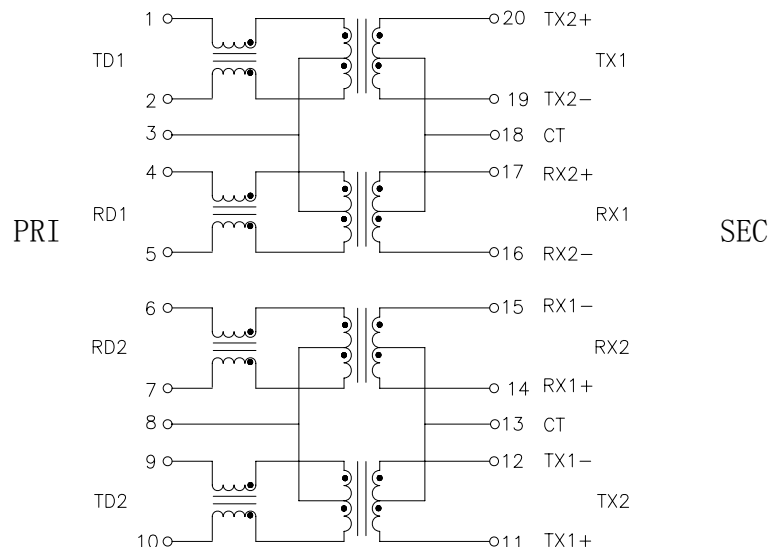 1 20 TX2+
TD1 TX1
2 19 TX2-
3 18 CT
4 17 RX2+
RD1 RX1
PRI SEC
5 16 RX2-
6 15 RX1-
RD2 RX2
7 14 RX1+
8 13 CT
9 12 TX1-
TD2 TX2
10 11 TX1+